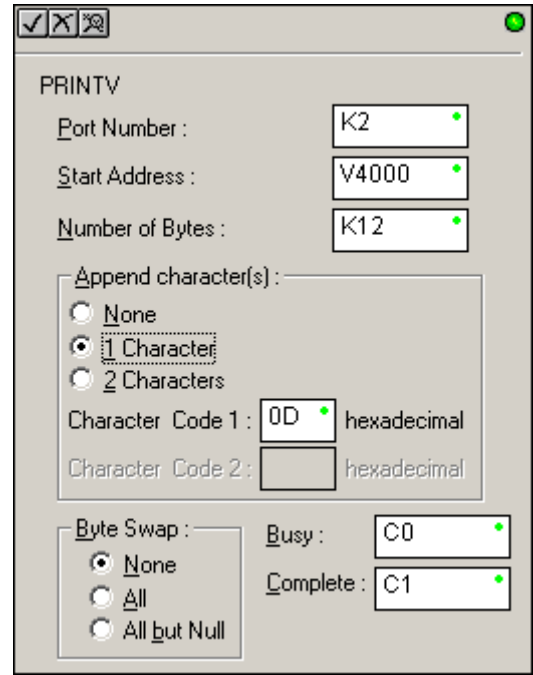 PRINTV
Port Number : K2
Start Address : V4000
Number of Bytes : K12
Append character(s) :
None
1 Character
2 Characters
Character Code 1 : 0D hexadecimal
Character Code 2 : hexadecimal
Byte Swap :
None
All
All but Null
Busy : C0
Complete : C1